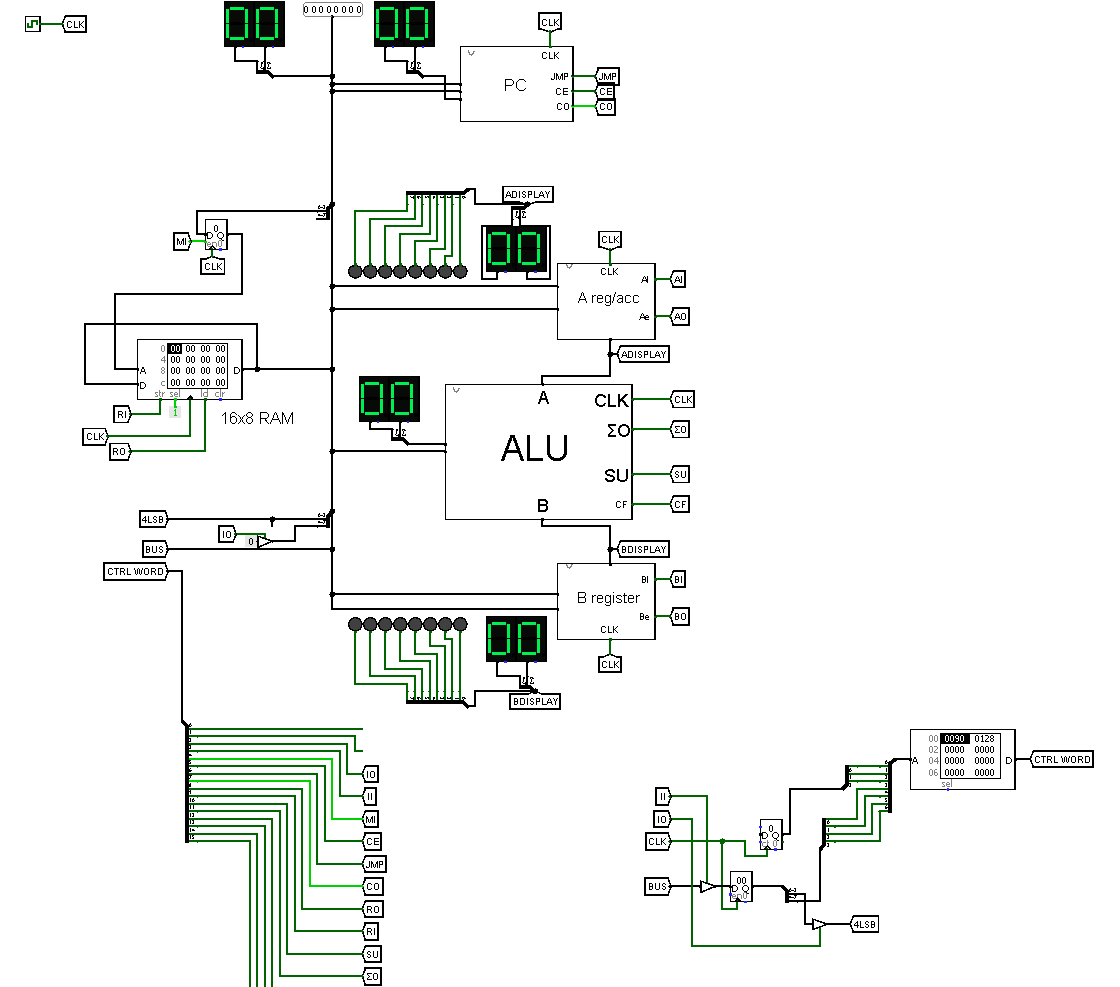 CLK
00
00000000
00
CLK
CLK
PC
JMP
JMP
CE
CE
CO
CO
ADISPLAY
00
MI
0
D Q
en0
CLK
CLK
CLK
A reg/acc
AI
AI
Ae
AO
ADISPLAY
0 00 00 00 00
4 00 00 00 00
8 00 00 00 00
c 00 00 00 00
A
D
D
str sel ld clr
RI
1
16x8 RAM
CLK
RO
00
A
CLK
CLK
ΣO
ΣO
ALU
SU
SU
B
CF
CF
4LSB
IO
0
BUS
CTRL WORD
BDISPLAY
BI
BI
B register
Be
BO
CLK
CLK
00
BDISPLAY
IO
II
MI
CE
JMP
CO
RO
RI
SU
ΣO
00 0090 0128
02 0000 0000
04 0000 0000
06 0000 0000
A
D
sel
CTRL WORD
II
IO
CLK
0
D Q
BUS
00
D Q
en0
4LSB